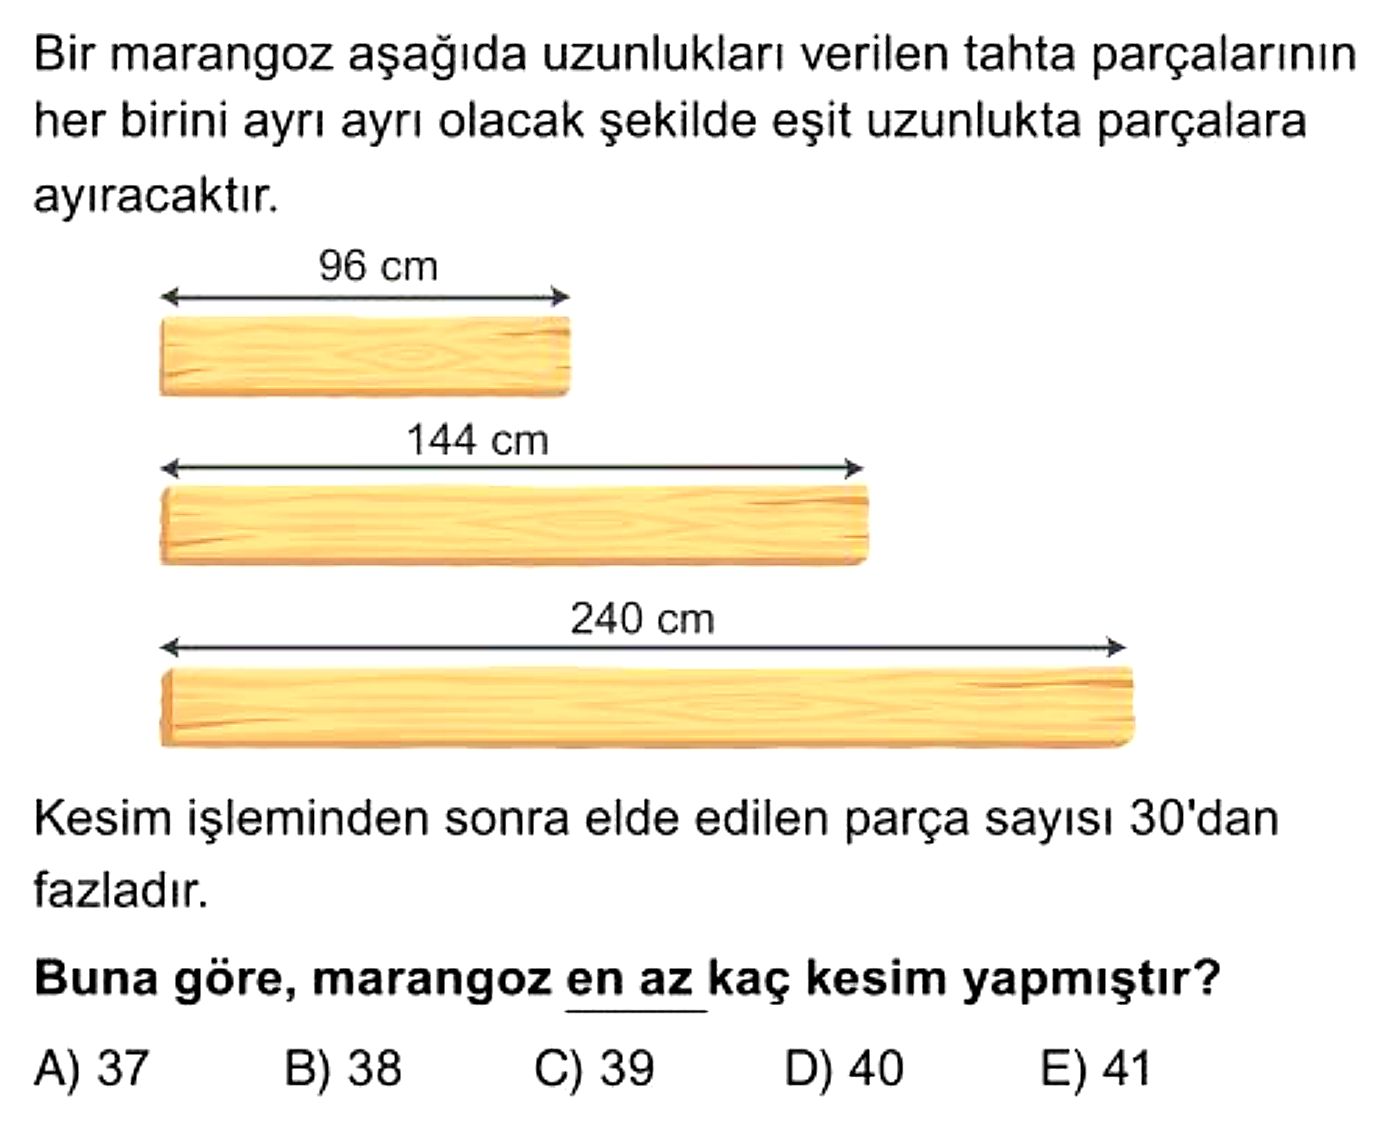 Bir marangoz aşağıda uzunlukları verilen tahta parçalarının
her birini ayrı ayrı olacak şekilde eşit uzunlukta parçalara
ayıracaktır.
96 cm
144 cm
240 cm
Kesim işleminden sonra elde edilen parça sayısı 30'dan
fazladır.
Buna göre, marangoz en az kaç kesim yapmıştır?
A) 37 B) 38 C) 39 D) 40 E) 41